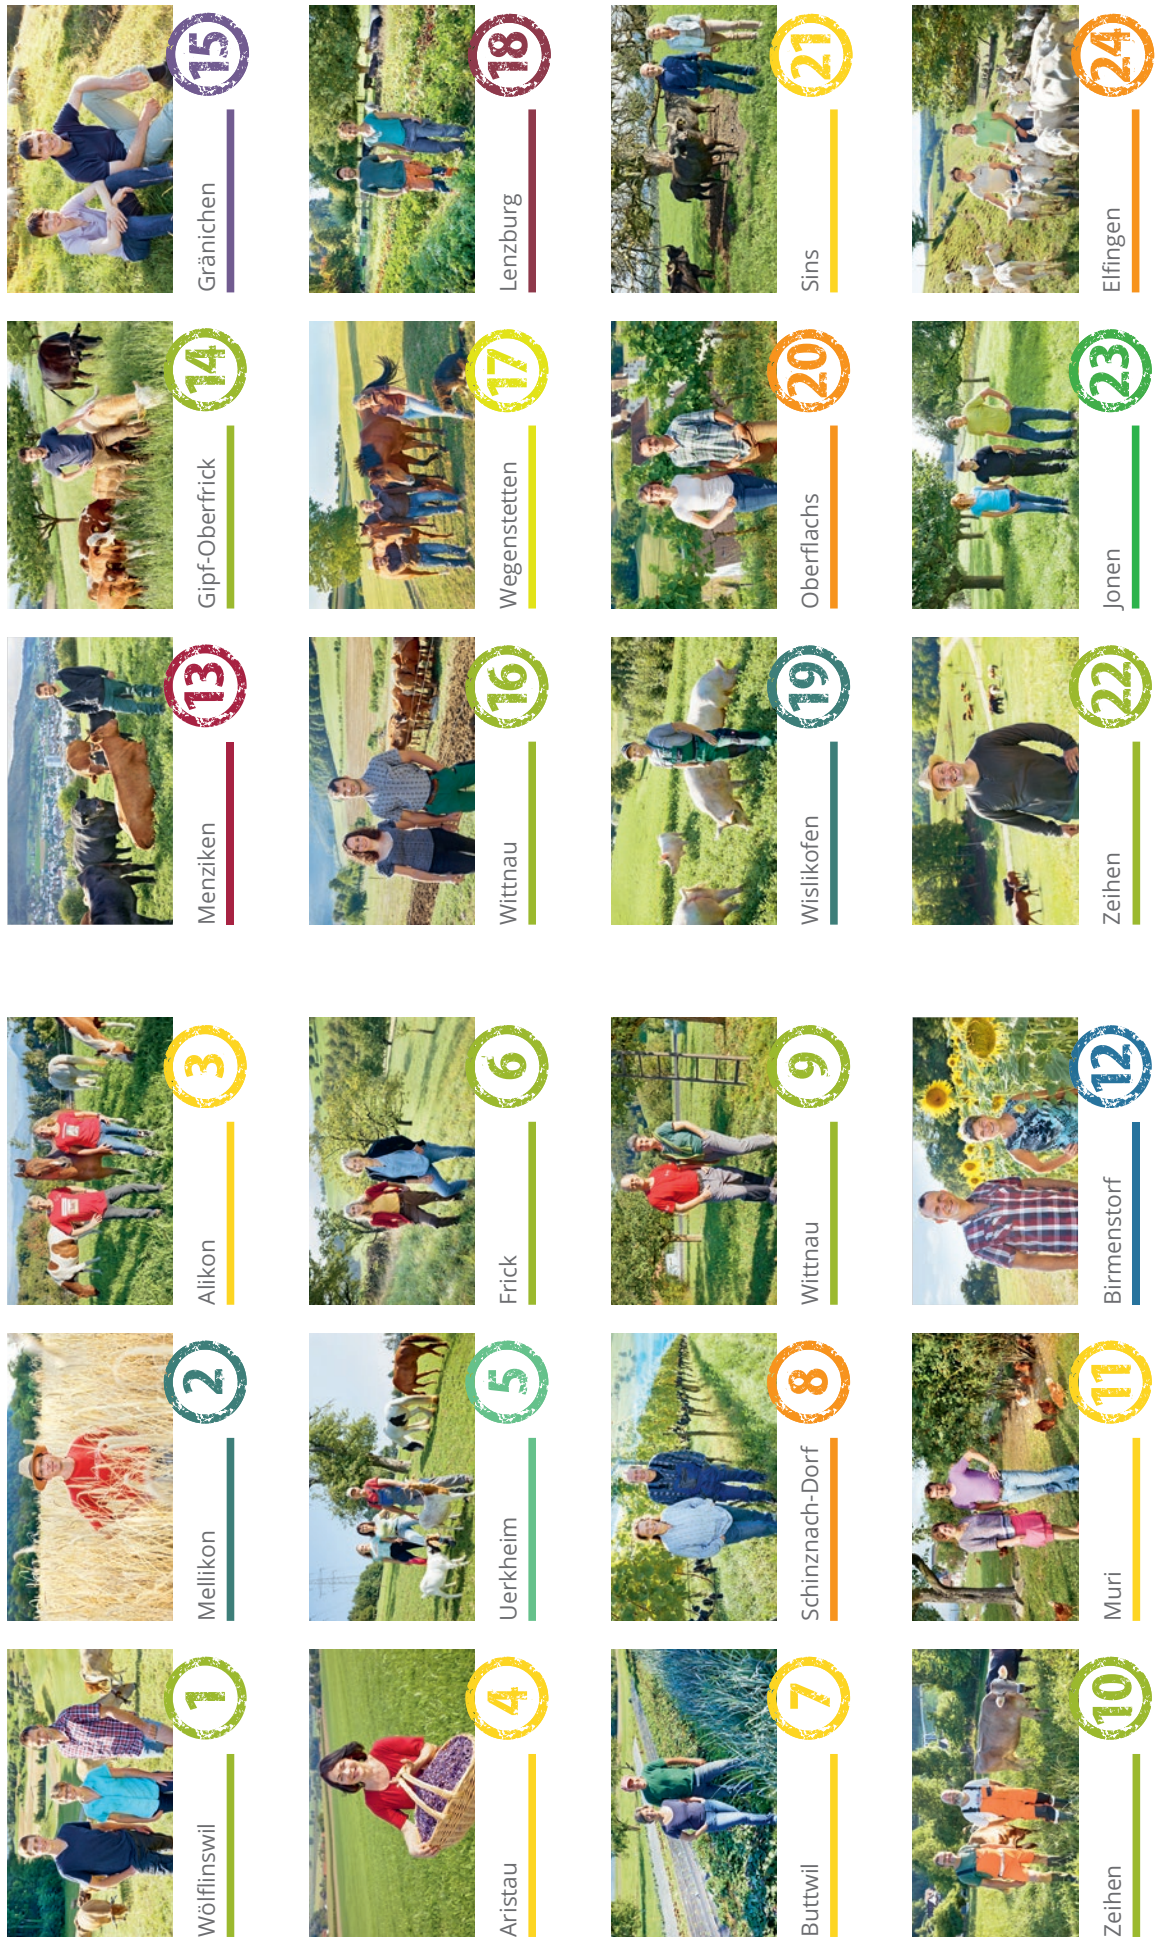 Wölflinswil
1
Mellikon
2
Alikon
3
Aristau
4
Uerkheim
5
Frick
6
Buttwil
7
Schinznach-Dorf
8
Wittnau
9
Zeihen
10
Muri
11
Birmenstorf
12
Menziken
13
Gipf-Oberfrick
14
Gränichen
15
Wittnau
16
Wegenstetten
17
Lenzburg
18
Wislikofen
19
Oberflachs
20
Sins
21
Zeihen
22
Jonen
23
Elfingen
24